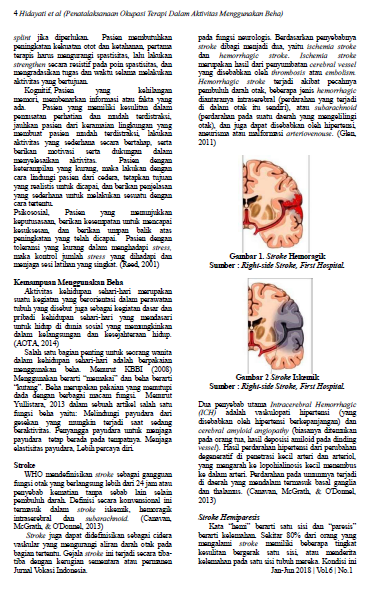 4 Hidayati et al (Penatalaksanaan Okupasi Terapi Dalam Aktivitas Menggunakan Beha)
splint jika diperlukan. Pasien membutuhkan
peningkatan kekuatan otot dan ketahanan, pertama
terapis harus mengurangi spastisitas, lalu lakukan
strengthen secara resistif pada poin spastisitas, dan
mengradasikan tugas dan waktu selama melakukan
aktivitas yang bertujuan.
Kognitif, Pasien yang kehilangan
memori, membenarkan informasi atau fakta yang
ada. Pasien yang memiliki kesulitan dalam
pemusatan perhatian dan mudah terdistraksi,
jauhkan pasien dari keramaian lingkungan yang
membuat pasien mudah terdistraksi, lakukan
aktivitas yang sederhana secara bertahap, serta
berikan motivasi serta dukungan dalam
menyelesaikan aktivitas. Pasien dengan
keterampilan yang kurang, maka lakukan dengan
cara lindungi pasien dari cedera, tetapkan tujuan
yang realistis untuk dicapai, dan berikan penjelasan
yang sederhana untuk melakukan sesuatu dengan
cara tertentu.
Psikososial, Pasien yang menunjukkan
keputusasaan, berikan kesempatan untuk mencapai
kesuksesan, dan berikan umpan balik atas
peningkatan yang telah dicapai. Pasien dengan
toleransi yang kurang dalam menghadapi stress,
maka kontrol jumlah stress yang dihadapi dan
menjaga sesi latihan yang singkat. (Reed, 2001)
Kemampuan Menggunakan Beha
Aktivitas kehidupan sehari-hari merupakan
suatu kegiatan yang berorientasi dalam perawatan
tubuh yang disebut juga sebagai kegiatan dasar dan
pribadi kehidupan sehari-hari yang mendasari
untuk hidup di dunia sosial yang memungkinkan
dalam kelangsungan dan kesejahteraan hidup.
(AOTA, 2014)
Salah satu bagian penting untuk seorang wanita
dalam kehidupan sehari-hari adalah berpakaian
menggunakan beha. Menurut KBBI (2008)
Menggunakan berarti "memakai" dan beha berarti
"kutang". Beha merupakan pakaian yang menutupi
dada dengan berbagai macam fungsi. Menurut
Yullistara, 2013 dalam sebuah artikel salah satu
fungsi beha yaitu: Melindungi payudara dari
gesekan yang mungkin terjadi saat sedang
beraktivitas. Penyangga payudara untuk menjaga
payudara tetap berada pada tempatnya. Menjaga
elastisitas payudara, Lebih percaya diri.
Stroke
WHO mendefinisikan stroke sebagai gangguan
fungsi otak yang berlangsung lebih dari 24 jam atau
penyebab kematian tanpa sebab lain selain
pembuluh darah. Definisi secara konvensional ini
termasuk dalam stroke iskemik, hemoragik
intraserebral dan subarachnoid. (Canavan,
McGrath, & O'Donnel, 2013)
Stroke juga dapat didefinisikan sebagai cidera
vaskular yang mengurangi aliran darah otak pada
bagian tertentu. Gejala stroke ini terjadi secara tiba-
tiba dengan kerugian sementara atau permanen
Jurnal Vokasi Indonesia.
pada fungsi neurologis. Berdasarkan penyebabnya
stroke dibagi menjadi dua, yaitu ischemia stroke
dan hemorrhagic stroke. Ischemia stroke
merupakan hasil dari penyumbatan cerebral vessel
yang disebabkan oleh thrombosis atau embolism.
Hemorrhagic stroke terjadi akibat pecahnya
pembuluh darah otak, beberapa jenis hemorrhagic
diantaranya intraserebral (perdarahan yang terjadi
di dalam otak itu sendiri), atau subarachnoid
(perdarahan pada suatu daerah yang mengelilingi
otak), dan juga dapat disebabkan oleh hipertensi,
aneurisma atau malformasi arteriovenouse. (Glen,
2011)
Gambar 1. Stroke Hemoragik
Sumber : Right-side Stroke, First Hospital.
Gambar 2 Stroke Iskemik
Sumber : Right-side Stroke, First Hospital.
Dua penyebab utama Intracerebral Hemorrhagic
(ICH) adalah vaskulopati hipertensi (yang
disebabkan oleh hipertensi berkepanjangan) dan
cerebral amyloid angiopathy (biasanya ditemukan
pada orang tua, hasil deposisi amiloid pada dinding
vessel). Hasil perdarahan hipertensi dari perubahan
degeneratif di penetrasi kecil arteri and arteriol,
yang mengarah ke lopohialinosis kecil menembus
ke dalam arteri. Perdarahan pada umumnya terjadi
di daerah yang mendalam termasuk basal ganglia
dan thalamus. (Canavan, McGrath, & O'Donnel,
2013)
Stroke Hemiparesis
Kata "hemi" berarti satu sisi dan "paresis"
berarti kelemahan. Sekitar 80% dari orang yang
mengalami stroke memiliki beberapa tingkat
kesulitan bergerak satu sisi, atau menderita
kelemahan pada satu sisi tubuh mereka. Kondisi ini
Jan-Jun 2018 | Vol.6 | No.1